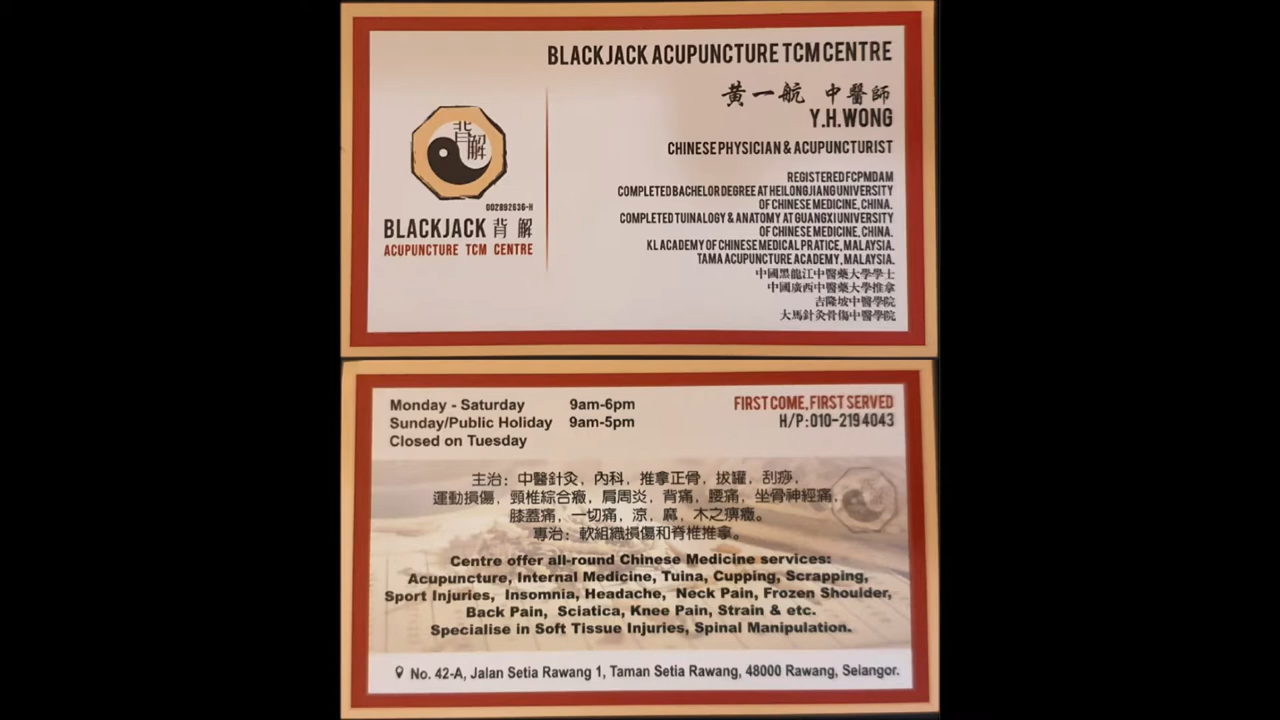 BLACKJACK ACUPUNCTURE TCM CENTRE
黃一航 中醫師
Y.H.WONG
CHINESE PHYSICIAN & ACUPUNCTURIST
REGISTERED FCPMDAM
COMPLETED BACHELOR DEGREE AT HEILONGJIANG UNIVERSITY
OF CHINESE MEDICINE, CHINA.
COMPLETED TUINALOGY & ANATOMY AT GUANGXI UNIVERSITY
OF CHINESE MEDICINE, CHINA.
KL ACADEMY OF CHINESE MEDICAL PRATICE, MALAYSIA.
TAMA ACUPUNCTURE ACADEMY, MALAYSIA.
中國黑龍江中醫藥大學學士
中國廣西中醫藥大學推拿
吉隆坡中醫學院
大馬針灸骨傷中醫學院
背解
002892636-H
BLACKJACK 背解
ACUPUNCTURE TCM CENTRE
Monday - Saturday 9am-6pm
Sunday/Public Holiday 9am-5pm
Closed on Tuesday
FIRST COME, FIRST SERVED
H/P: 010-219 4043
主治: 中醫針灸, 內科, 推拿正骨, 拔罐, 刮痧,
運動損傷, 頸椎綜合癥, 肩周炎, 背痛, 腰痛, 坐骨神經痛,
膝蓋痛, 一切痛, 涼, 麻, 木之痹癥。
專治: 軟組織損傷和脊椎推拿。
Centre offer all-round Chinese Medicine services:
Acupuncture, Internal Medicine, Tuina, Cupping, Scrapping,
Sport Injuries, Insomnia, Headache, Neck Pain, Frozen Shoulder,
Back Pain, Sciatica, Knee Pain, Strain & etc.
Specialise in Soft Tissue Injuries, Spinal Manipulation.
No. 42-A, Jalan Setia Rawang 1, Taman Setia Rawang, 48000 Rawang, Selangor.